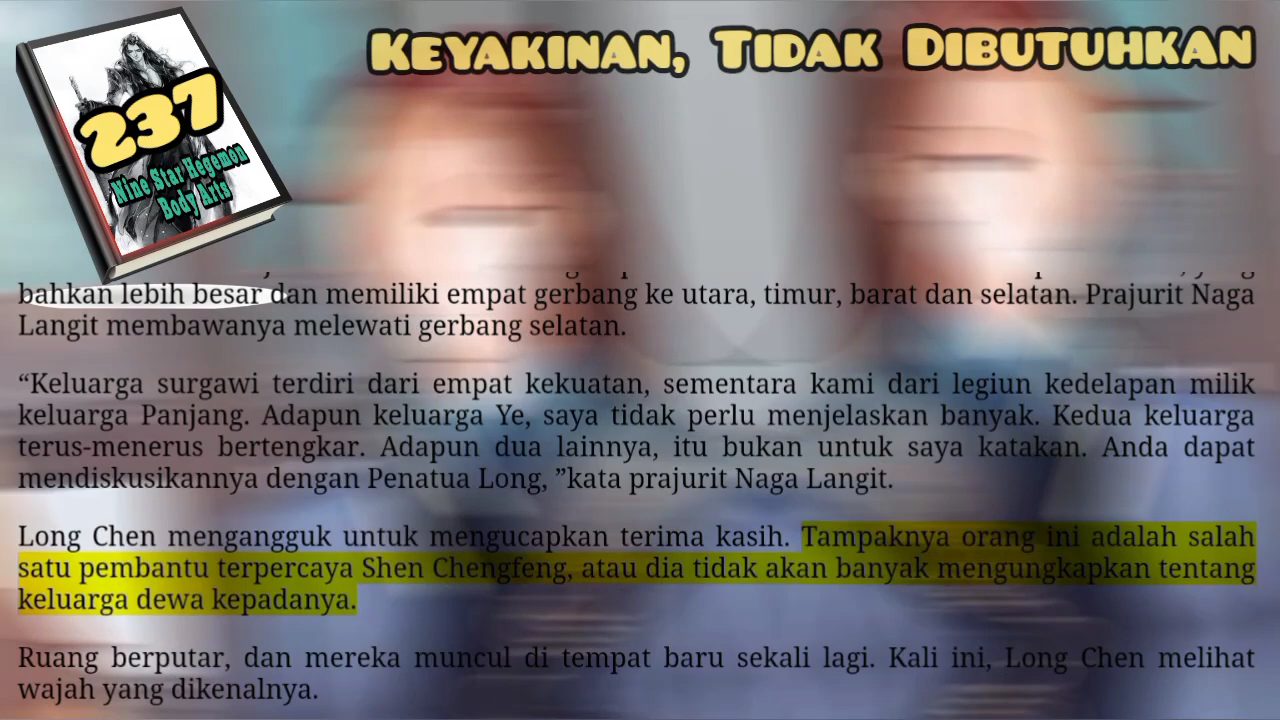 KEYAKINAN, TIDAK DIBUTUHKAN
237
Nine Star Hegemon
Body Arts
bahkan lebih besar dan memiliki empat gerbang ke utara, timur, barat dan selatan. Prajurit Naga
Langit membawanya melewati gerbang selatan.
“Keluarga surgawi terdiri dari empat kekuatan, sementara kami dari legiun kedelapan milik
keluarga Panjang. Adapun keluarga Ye, saya tidak perlu menjelaskan banyak. Kedua keluarga
terus-menerus bertengkar. Adapun dua lainnya, itu bukan untuk saya katakan. Anda dapat
mendiskusikannya dengan Penatua Long, ”kata prajurit Naga Langit.
Long Chen mengangguk untuk mengucapkan terima kasih. Tampaknya orang ini adalah salah
satu pembantu terpercaya Shen Chengfeng, atau dia tidak akan banyak mengungkapkan tentang
keluarga dewa kepadanya.
Ruang berputar, dan mereka muncul di tempat baru sekali lagi. Kali ini, Long Chen melihat
wajah yang dikenalnya.